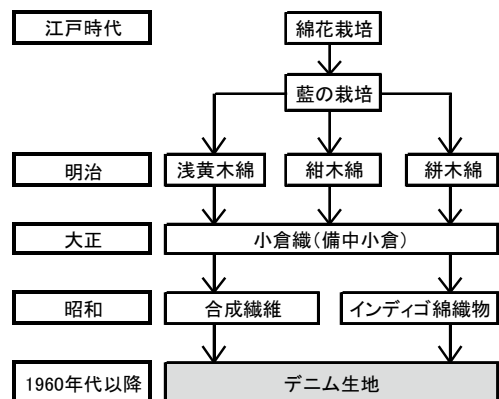 江戸時代
綿花栽培
藍の栽培
明治
浅黄木綿
紺木綿
絣木綿
大正
小倉織(備中小倉)
昭和
合成繊維
インディゴ綿織物
1960年代以降
デニム生地